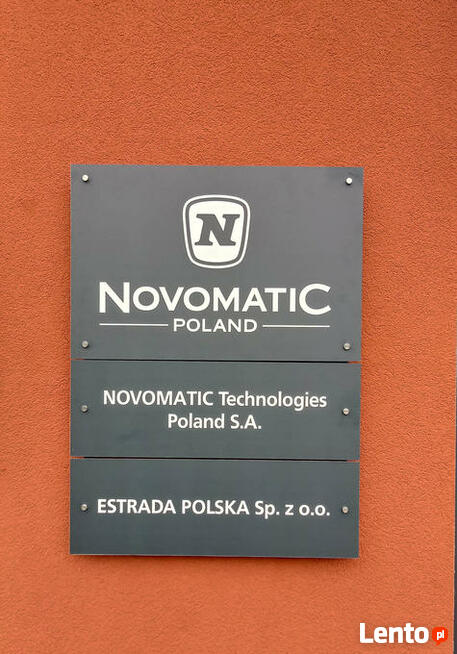 N
NOVOMATIC
POLAND
NOVOMATIC Technologies
Poland S.A.
ESTRADA POLSKA Sp. z o.o.
Lento pl